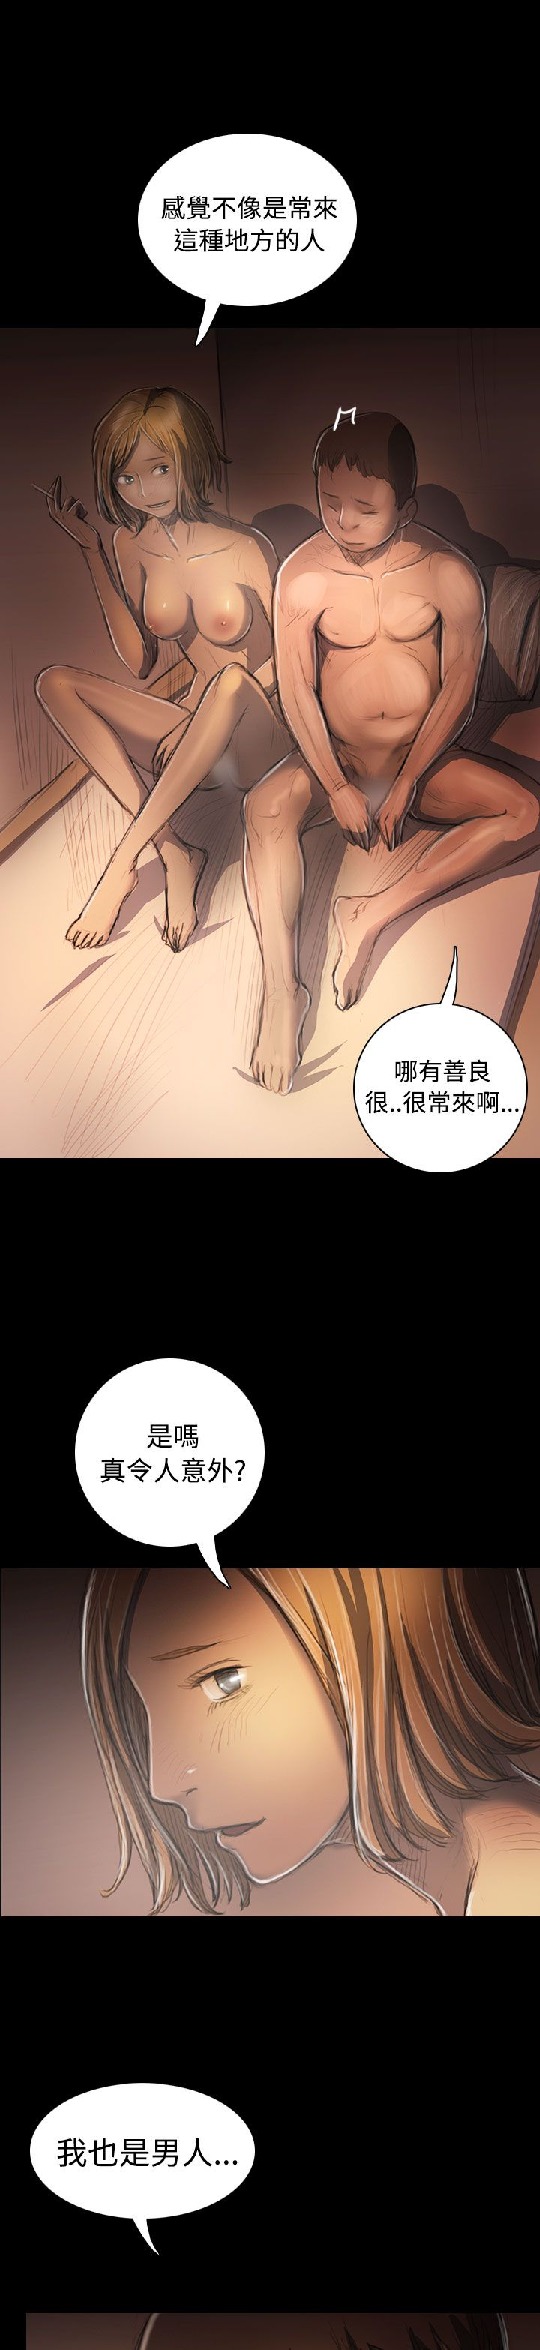 感覺不像是常來
這種地方的人
哪有善良
很..很常來啊...
是嗎
真令人意外?
我也是男人...